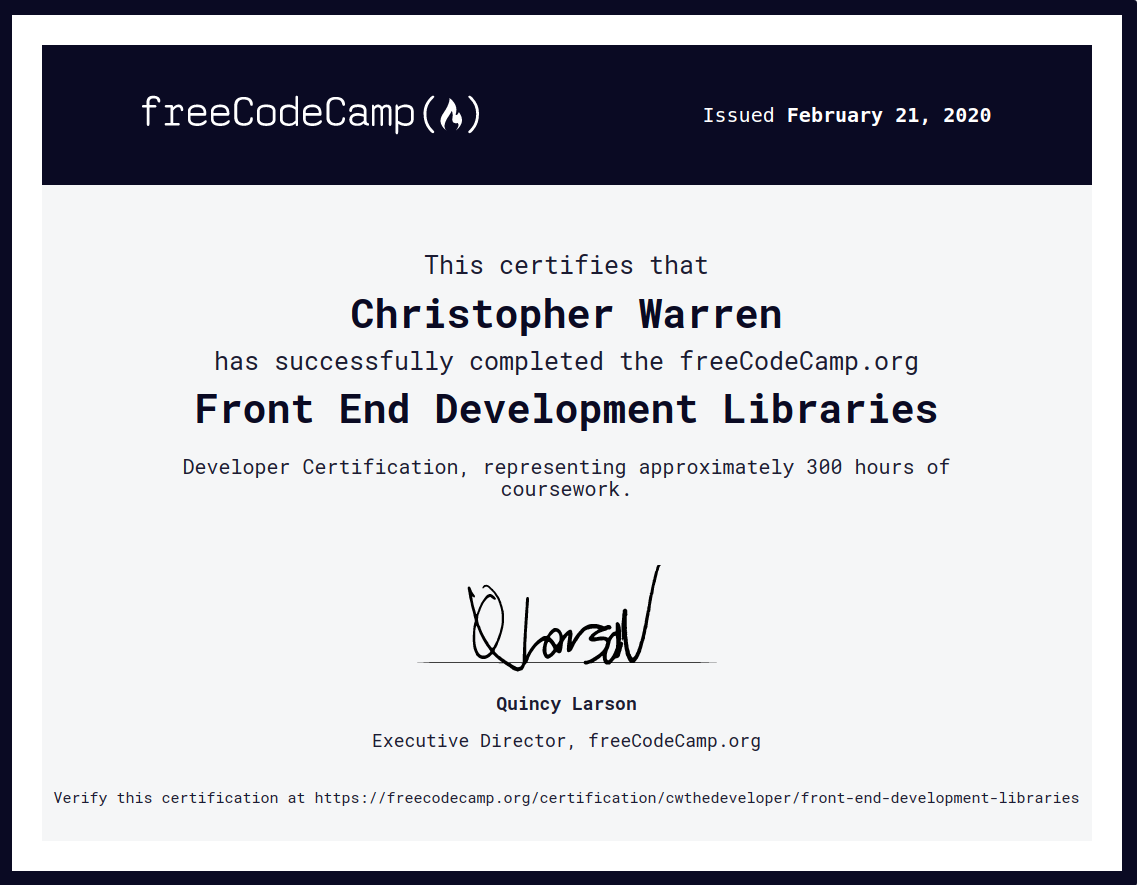 freeCodeCamp(🔥)
Issued February 21, 2020
This certifies that
Christopher Warren
has successfully completed the freeCodeCamp.org
Front End Development Libraries
Developer Certification, representing approximately 300 hours of
coursework.
Q Larson
Quincy Larson
Executive Director, freeCodeCamp.org
Verify this certification at https://freecodecamp.org/certification/cwthedeveloper/front-end-development-libraries